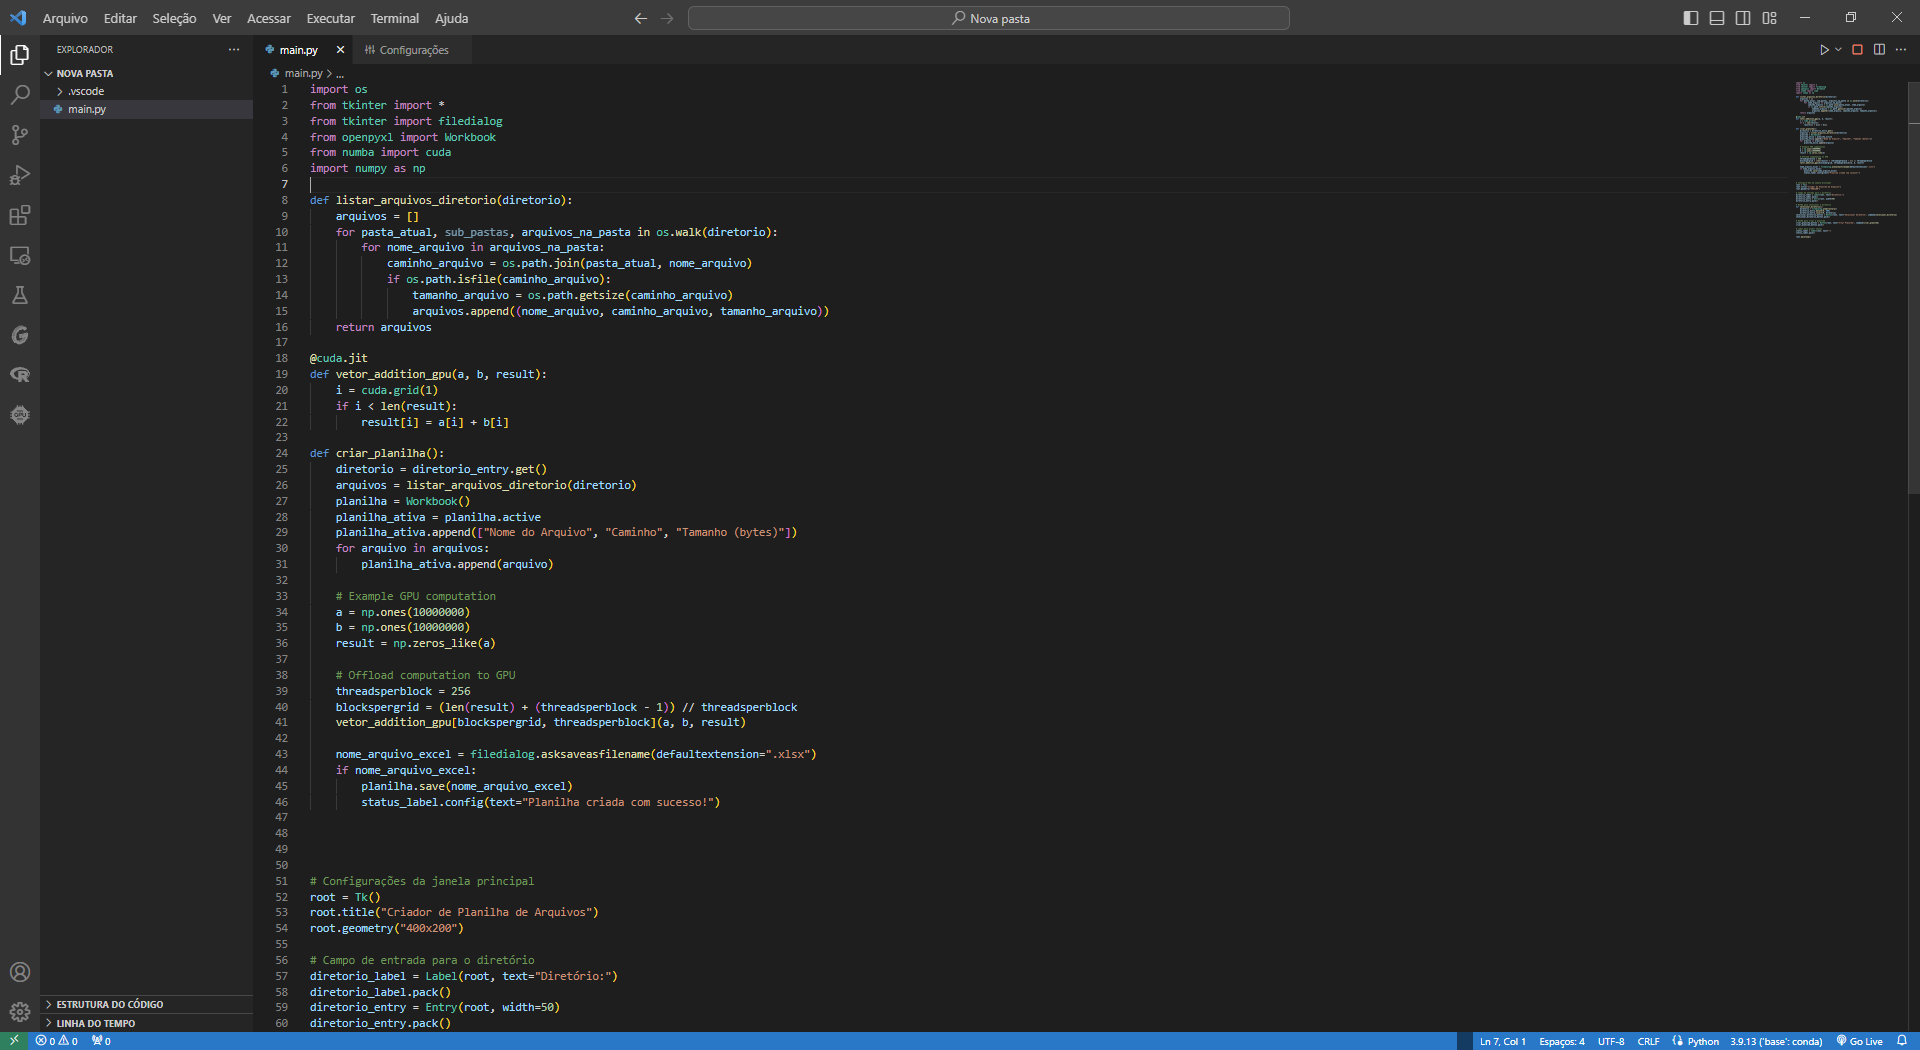 Arquivo Editar Seleção Ver Acessar Executar Terminal Ajuda
Nova pasta
EXPLORADOR
main.py
Configurações
NOVA PASTA
.vscode
main.py
main.py > ...
1 import os
2 from tkinter import *
3 from tkinter import filedialog
4 from openpyxl import Workbook
5 from numba import cuda
6 import numpy as np
7
8 def listar_arquivos_diretorio(diretorio):
9     arquivos = []
10     for pasta_atual, sub_pastas, arquivos_na_pasta in os.walk(diretorio):
11         for nome_arquivo in arquivos_na_pasta:
12             caminho_arquivo = os.path.join(pasta_atual, nome_arquivo)
13             if os.path.isfile(caminho_arquivo):
14                 tamanho_arquivo = os.path.getsize(caminho_arquivo)
15                 arquivos.append((nome_arquivo, caminho_arquivo, tamanho_arquivo))
16     return arquivos
17
18 @cuda.jit
19 def vetor_addition_gpu(a, b, result):
20     i = cuda.grid(1)
21     if i < len(result):
22         result[i] = a[i] + b[i]
23
24 def criar_planilha():
25     diretorio = diretorio_entry.get()
26     arquivos = listar_arquivos_diretorio(diretorio)
27     planilha = Workbook()
28     planilha_ativa = planilha.active
29     planilha_ativa.append(["Nome do Arquivo", "Caminho", "Tamanho (bytes)"])
30     for arquivo in arquivos:
31         planilha_ativa.append(arquivo)
32
33     # Example GPU computation
34     a = np.ones(10000000)
35     b = np.ones(10000000)
36     result = np.zeros_like(a)
37
38     # Offload computation to GPU
39     threadsperblock = 256
40     blockspergrid = (len(result) + (threadsperblock - 1)) // threadsperblock
41     vetor_addition_gpu[blockspergrid, threadsperblock](a, b, result)
42
43     nome_arquivo_excel = filedialog.asksaveasfilename(defaultextension=".xlsx")
44     if nome_arquivo_excel:
45         planilha.save(nome_arquivo_excel)
46         status_label.config(text="Planilha criada com sucesso!")
47
48
49
50
51 # Configurações da janela principal
52 root = Tk()
53 root.title("Criador de Planilha de Arquivos")
54 root.geometry("400x200")
55
56 # Campo de entrada para o diretório
57 diretorio_label = Label(root, text="Diretório:")
58 diretorio_label.pack()
59 diretorio_entry = Entry(root, width=50)
60 diretorio_entry.pack()
ESTRUTURA DO CÓDIGO
LINHA DO TEMPO
0 0 0
Ln 7, Col 1 Espaços: 4 UTF-8 CRLF Python 3.9.13 ('base': conda) Go Live